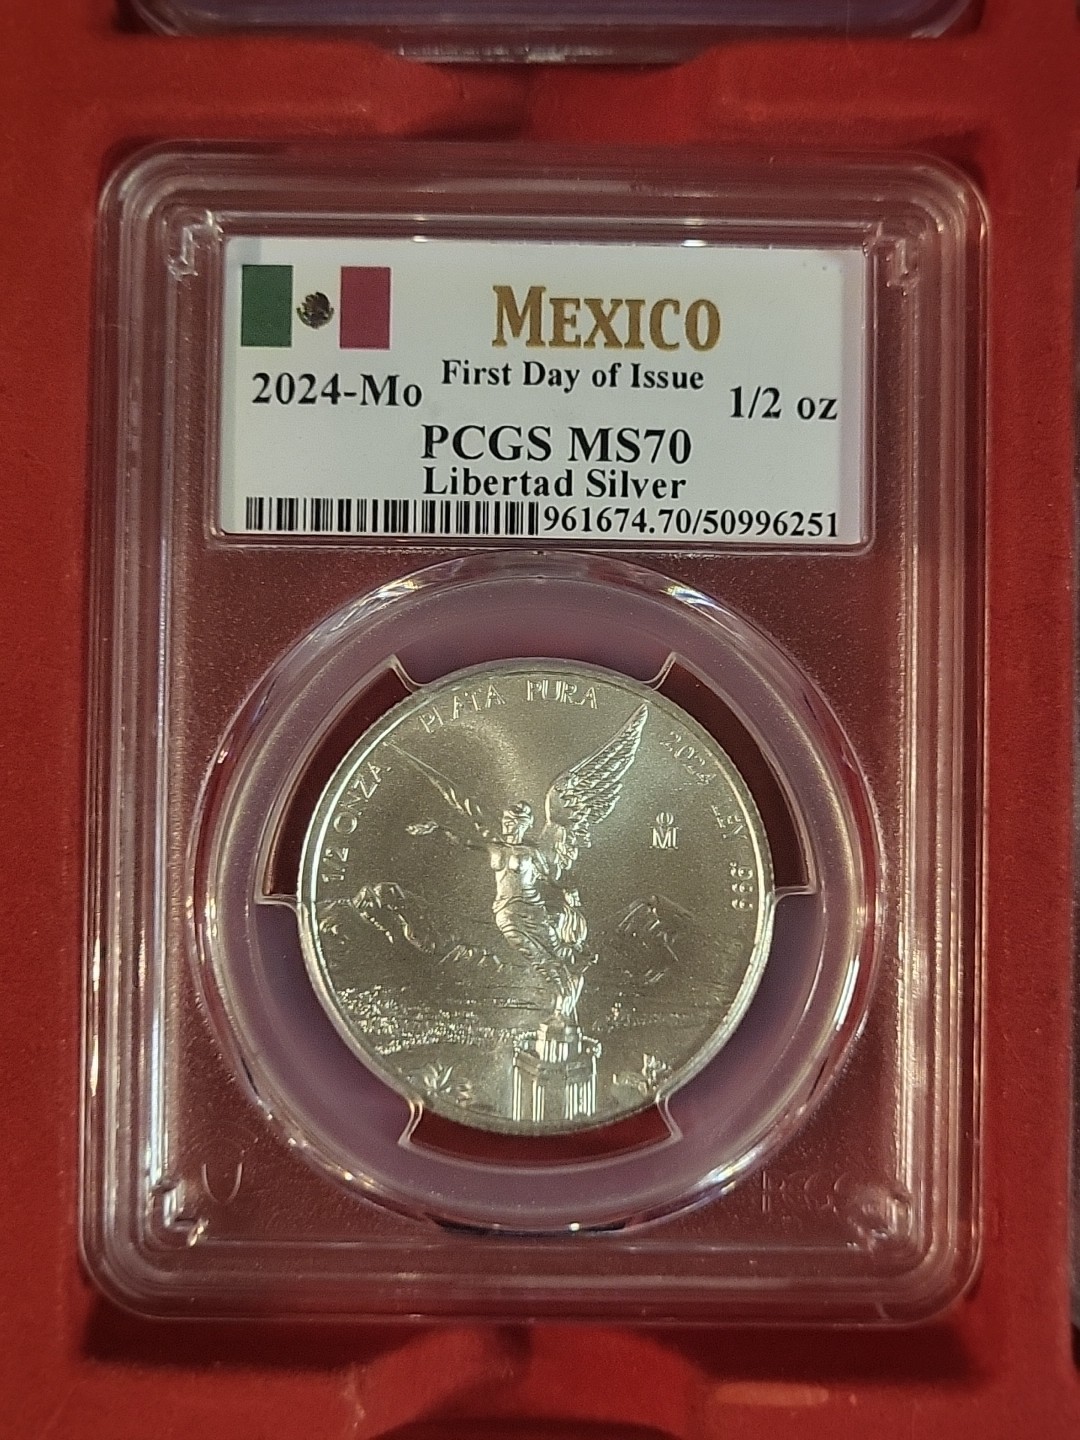 MEXICO
First Day of Issue
2024-Mo
1/2 oz
PCGS MS70
Libertad Silver
961674.70/50996251
1/2 ONZA PLATA PURA 2024 LEY .999
M